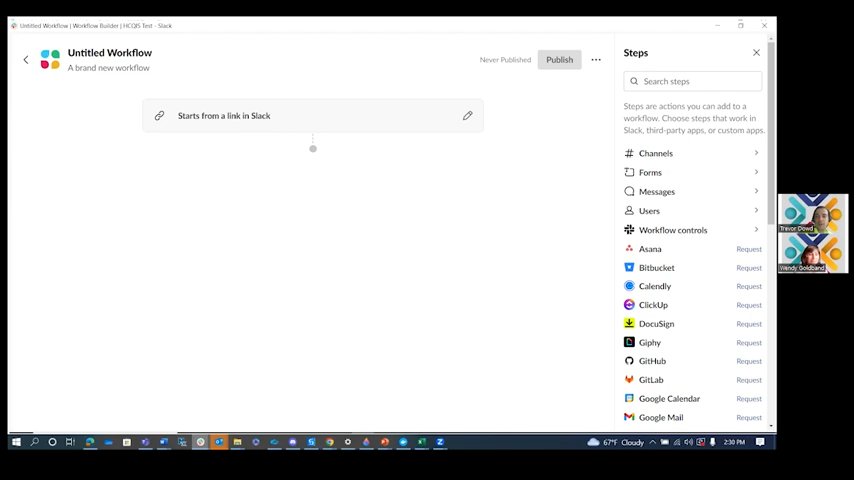 Untitled Workflow | Workflow Builder | HCQIS Test - Slack
Untitled Workflow
A brand new workflow
Never Published
Publish
Starts from a link in Slack
Steps
Search steps
Steps are actions you can add to a
workflow. Choose steps that work in
Slack, third-party apps, or custom apps.
Channels
Forms
Messages
Users
Workflow controls
Asana Request
Bitbucket Request
Calendly Request
ClickUp Request
DocuSign Request
Giphy Request
GitHub Request
GitLab Request
Google Calendar Request
Google Mail Request
Trevor Dowd
Wendy Goldband
67°F Cloudy
2:30 PM